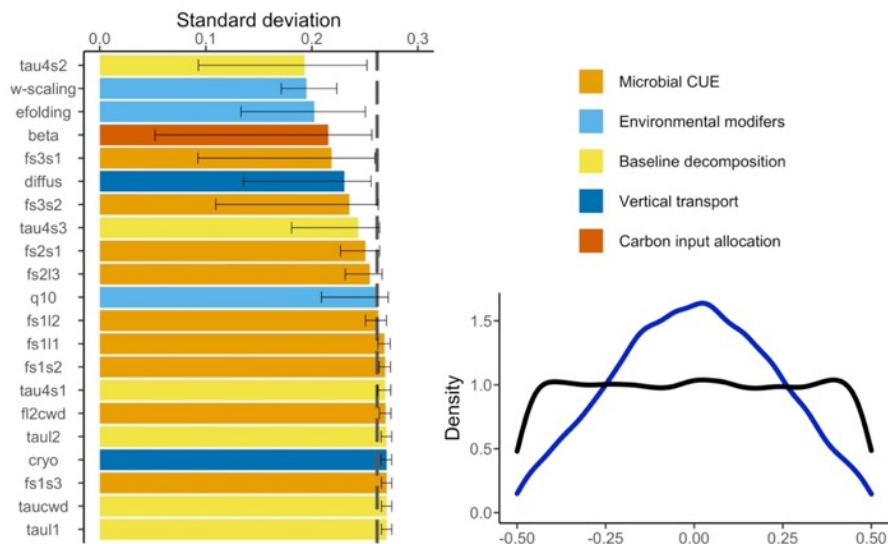 Standard deviation
0.0 0.1 0.2 0.3
tau4s2
w-scaling
efolding
beta
fs3s1
diffus
fs3s2
tau4s3
fs2s1
fs2l3
q10
fs1l2
fs1l1
fs1s2
tau4s1
fl2cwd
taul2
cryo
fs1s3
taucwd
taul1
Microbial CUE
Environmental modifers
Baseline decomposition
Vertical transport
Carbon input allocation
Density
1.5
1.0
0.5
0.0
-0.50 -0.25 0.00 0.25 0.50